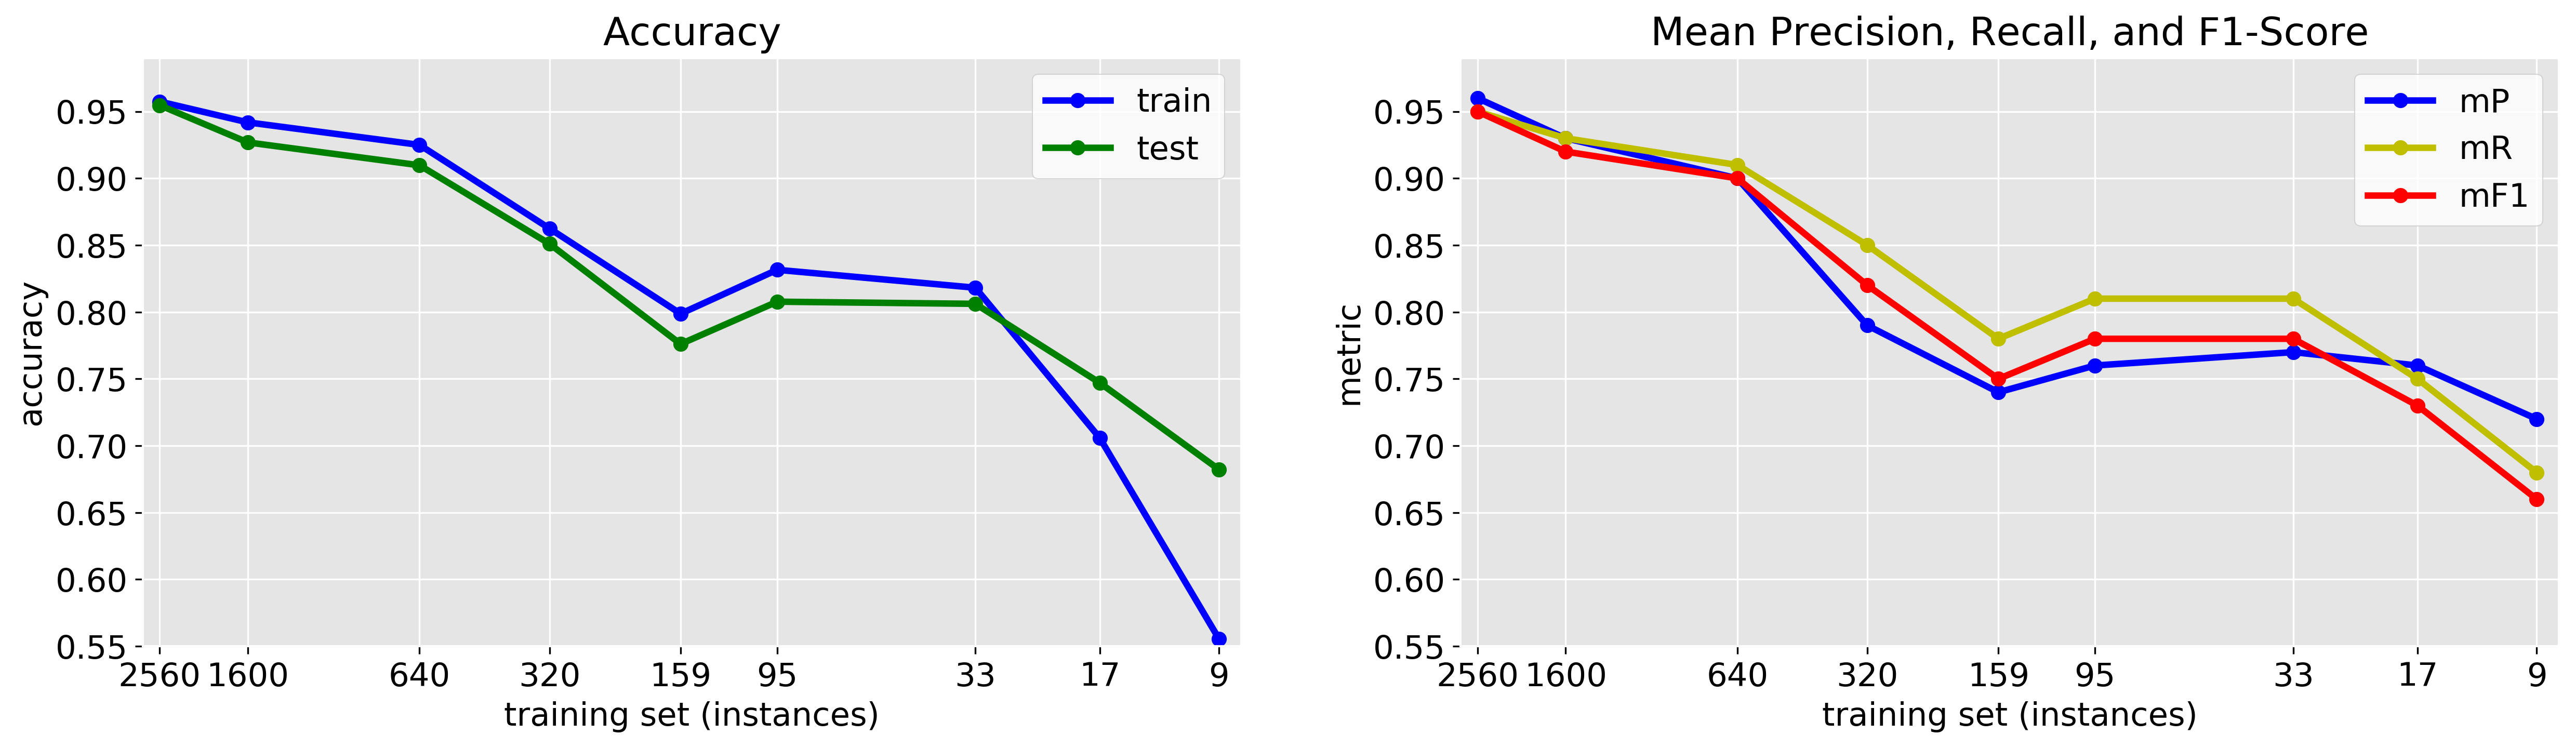 Accuracy
0.95
0.90
0.85
0.80
0.75
0.70
0.65
0.60
0.55
accuracy
train
test
2560 1600 640 320 159 95 33 17 9
training set (instances)
Mean Precision, Recall, and F1-Score
0.95
0.90
0.85
0.80
0.75
0.70
0.65
0.60
0.55
metric
mP
mR
mF1
2560 1600 640 320 159 95 33 17 9
training set (instances)